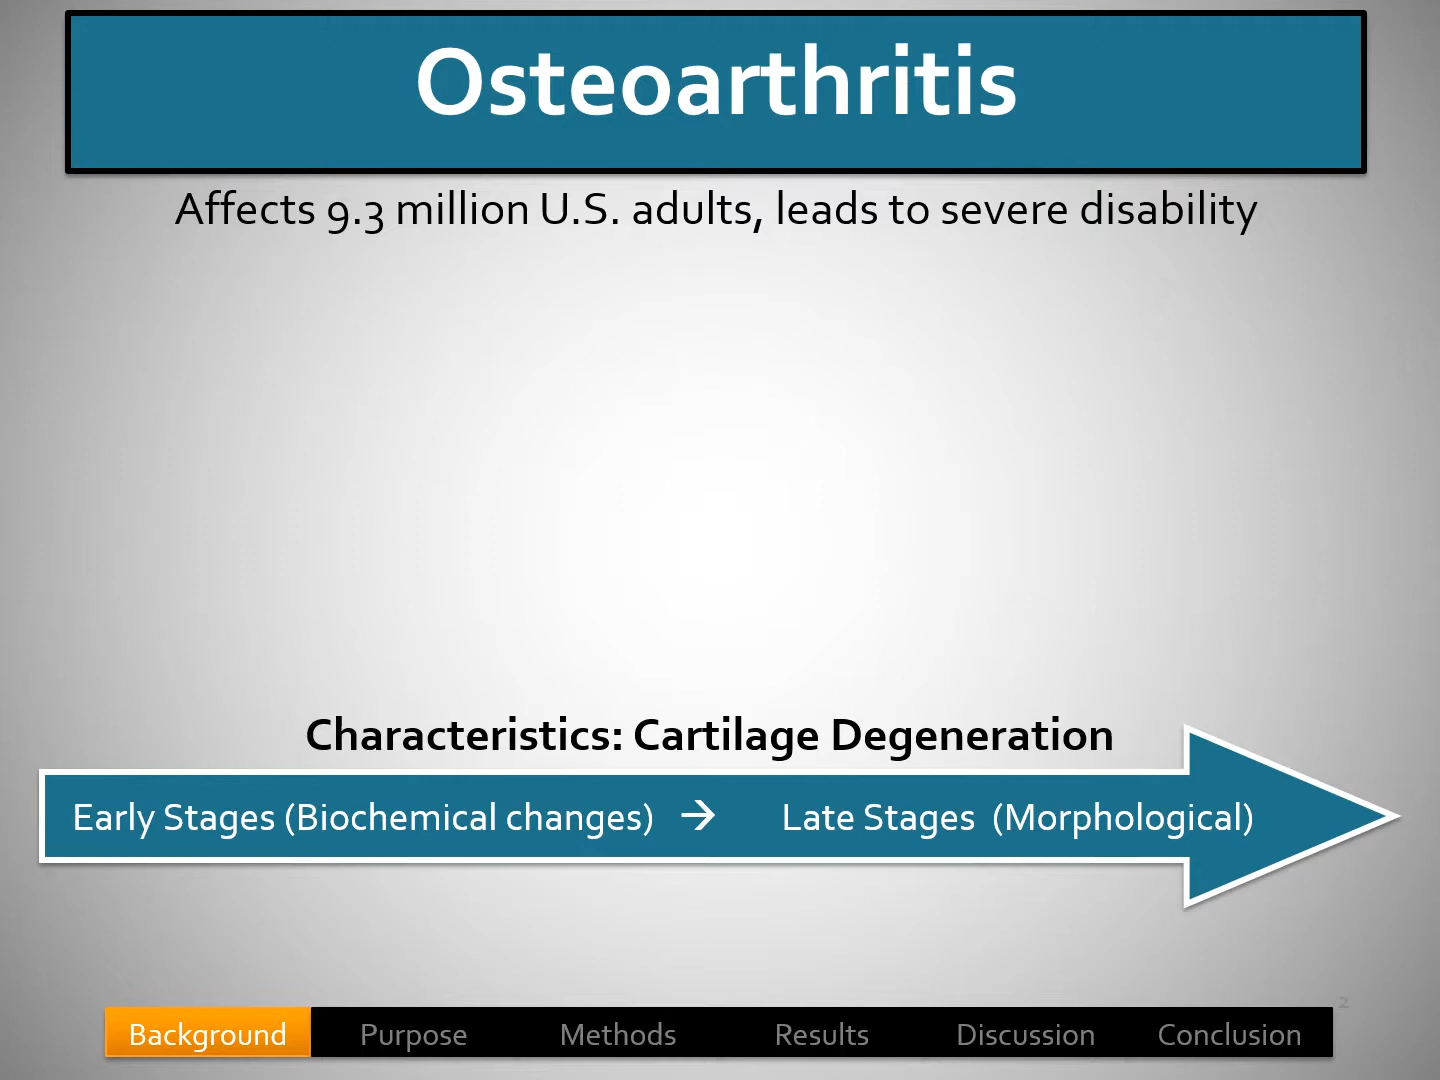 Osteoarthritis
Affects 9.3 million U.S. adults, leads to severe disability
Characteristics: Cartilage Degeneration
Early Stages (Biochemical changes) → Late Stages (Morphological)
2
Background Purpose Methods Results Discussion Conclusion